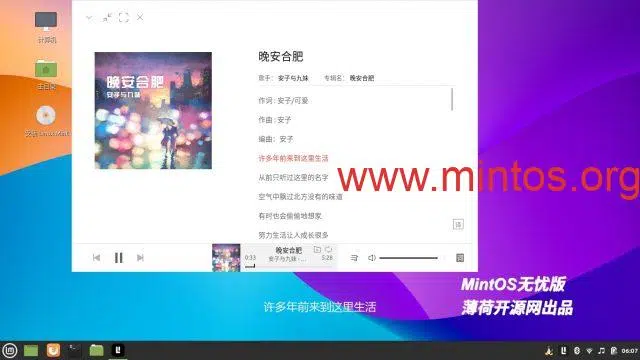 计算机
主目录
安装 Linux Mint
晚安合肥
安子与九妹
晚安合肥
歌手： 安子与九妹 专辑名： 晚安合肥
作词 : 安子/可爱
作曲 : 安子
编曲： 安子
许多年前来到这里生活
从前只听过这里的名字
空气中飘过北方没有的味道
有时也会偷偷地想家
努力生活让人成长很多
译
www.mintos.org
晚安合肥
0:33 安子与九妹 - ... 5:28
词
MintOS无忧版
薄荷开源网出品
许多年前来到这里生活
06:07